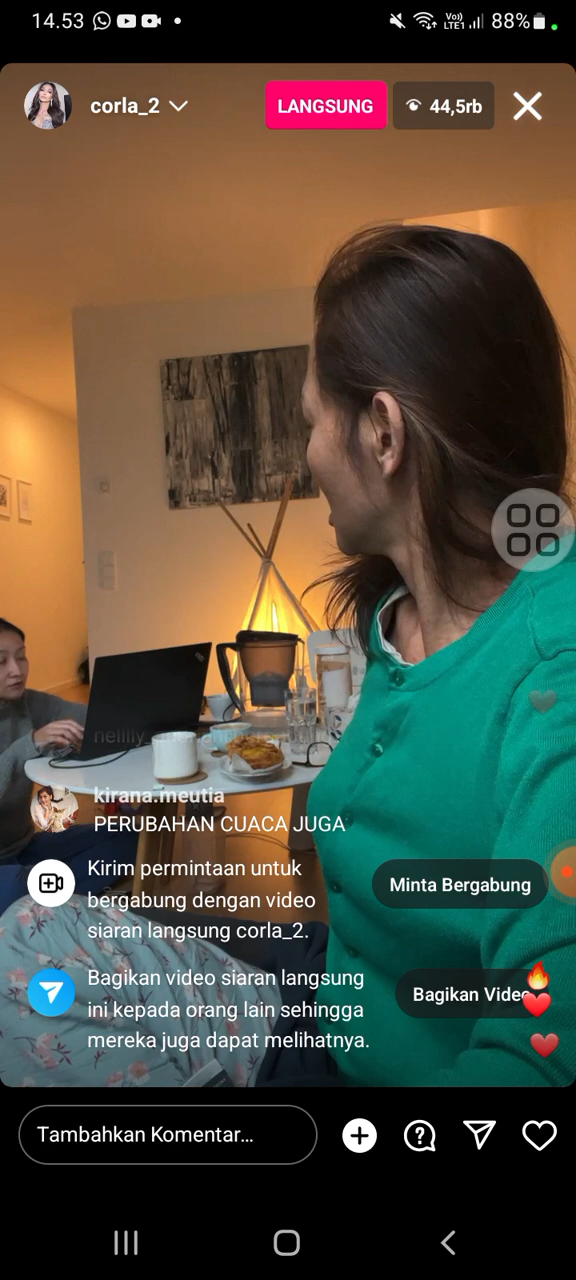 14.53
Vo))
LTE1
88%
corla_2
LANGSUNG
44,5rb
kirana.meutia
PERUBAHAN CUACA JUGA
Kirim permintaan untuk
bergabung dengan video
siaran langsung corla_2.
Minta Bergabung
Bagikan video siaran langsung
ini kepada orang lain sehingga
mereka juga dapat melihatnya.
Bagikan Video
Tambahkan Komentar...